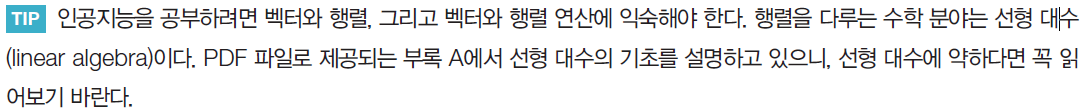 TIP 인공지능을 공부하려면 벡터와 행렬, 그리고 벡터와 행렬 연산에 익숙해야 한다. 행렬을 다루는 수학 분야는 선형 대수
(linear algebra)이다. PDF 파일로 제공되는 부록 A에서 선형 대수의 기초를 설명하고 있으니, 선형 대수에 약하다면 꼭 읽
어보기 바란다.